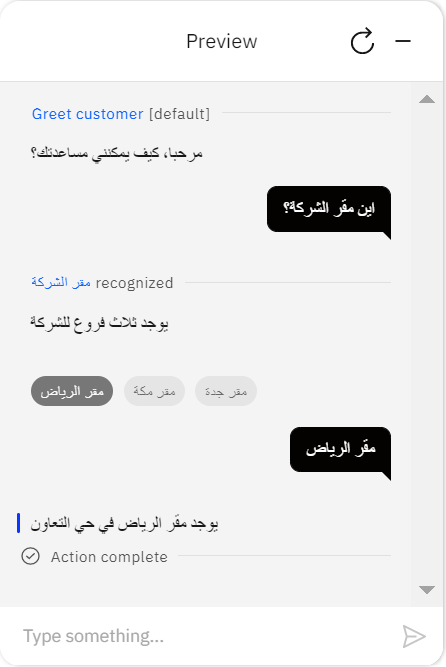 Preview
Greet customer [default]
مرحبا، كيف يمكنني مساعدتك؟
اين مقر الشركة؟
مقر الشركة recognized
يوجد ثلاث فروع للشركة
مقر الرياض مقر مكة مقر جدة
مقر الرياض
يوجد مقر الرياض في حي التعاون
Action complete
Type something...